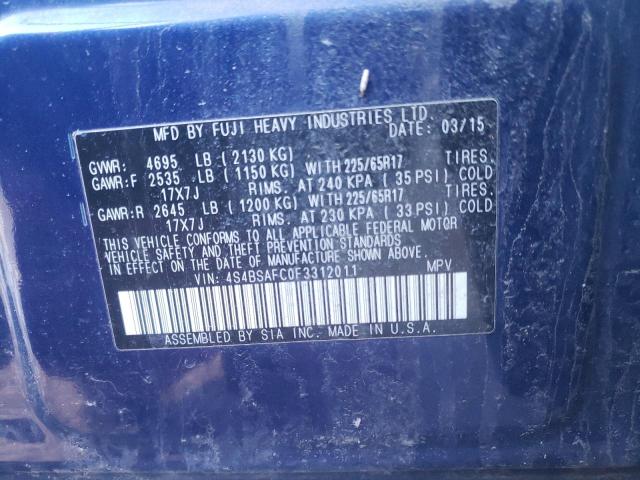 MFD BY FUJI HEAVY INDUSTRIES LTD.
DATE: 03/15
GVWR: 4695 LB ( 2130 KG)
GAWR:F 2535 LB ( 1150 KG) WITH 225/65R17 TIRES.
17X7J RIMS. AT 240 KPA ( 35 PSI) COLD
GAWR:R 2645 LB ( 1200 KG) WITH 225/65R17 TIRES.
17X7J RIMS. AT 230 KPA ( 33 PSI) COLD
THIS VEHICLE CONFORMS TO ALL APPLICABLE FEDERAL MOTOR
VEHICLE SAFETY AND THEFT PREVENTION STANDARDS
IN EFFECT ON THE DATE OF MANUFACTURE SHOWN ABOVE.
VIN: 4S4BSAFC0F3312011 MPV
ASSEMBLED BY SIA INC. MADE IN U.S.A.